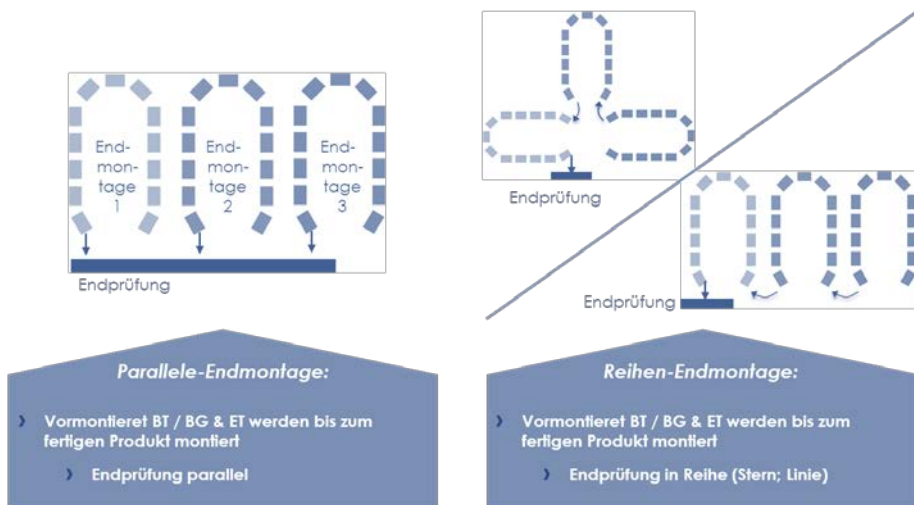 End-
mon-
tage
1
End-
mon-
tage
2
End-
mon-
tage
3
Endprüfung
Endprüfung
Endprüfung
Parallele-Endmontage:
› Vormontieret BT / BG & ET werden bis zum
fertigen Produkt montiert
› Endprüfung parallel
Reihen-Endmontage:
› Vormontieret BT / BG & ET werden bis zum
fertigen Produkt montiert
› Endprüfung in Reihe (Stern; Linie)